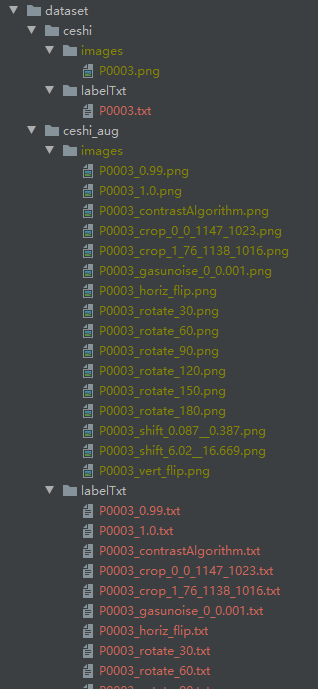 dataset
ceshi
images
P0003.png
labelTxt
P0003.txt
ceshi_aug
images
P0003_0.99.png
P0003_1.0.png
P0003_contrastAlgorithm.png
P0003_crop_0_0_1147_1023.png
P0003_crop_1_76_1138_1016.png
P0003_gasunoise_0_0.001.png
P0003_horiz_flip.png
P0003_rotate_30.png
P0003_rotate_60.png
P0003_rotate_90.png
P0003_rotate_120.png
P0003_rotate_150.png
P0003_rotate_180.png
P0003_shift_0.087__0.387.png
P0003_shift_6.02__16.669.png
P0003_vert_flip.png
labelTxt
P0003_0.99.txt
P0003_1.0.txt
P0003_contrastAlgorithm.txt
P0003_crop_0_0_1147_1023.txt
P0003_crop_1_76_1138_1016.txt
P0003_gasunoise_0_0.001.txt
P0003_horiz_flip.txt
P0003_rotate_30.txt
P0003_rotate_60.txt